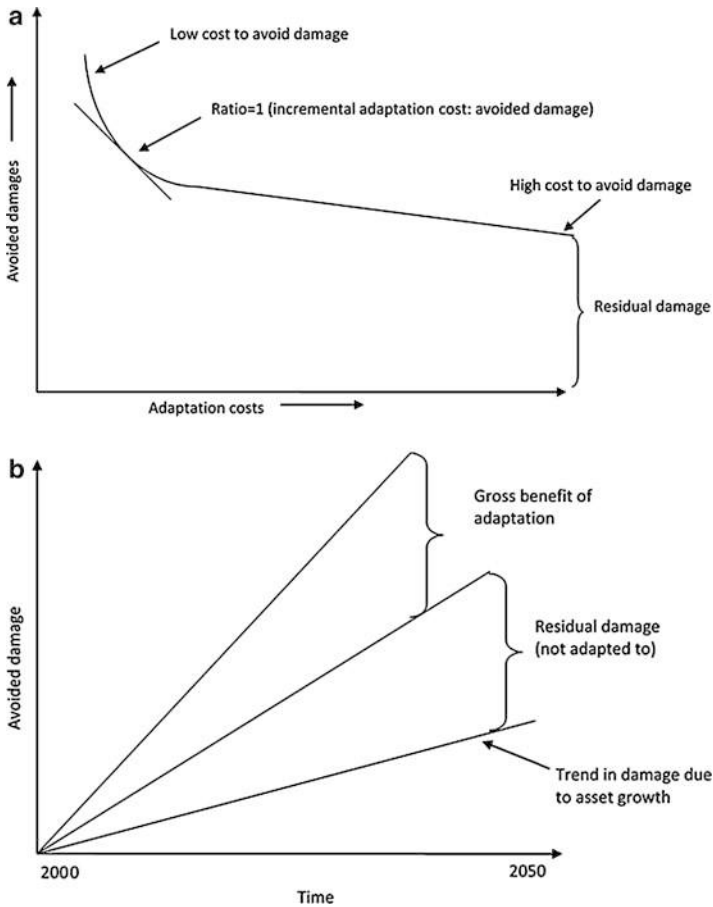 a
Low cost to avoid damage
Ratio=1 (incremental adaptation cost: avoided damage)
High cost to avoid damage
Avoided damages
Residual damage
Adaptation costs
b
Gross benefit of
adaptation
Residual damage
(not adapted to)
Avoided damage
Trend in damage due
to asset growth
2000
2050
Time